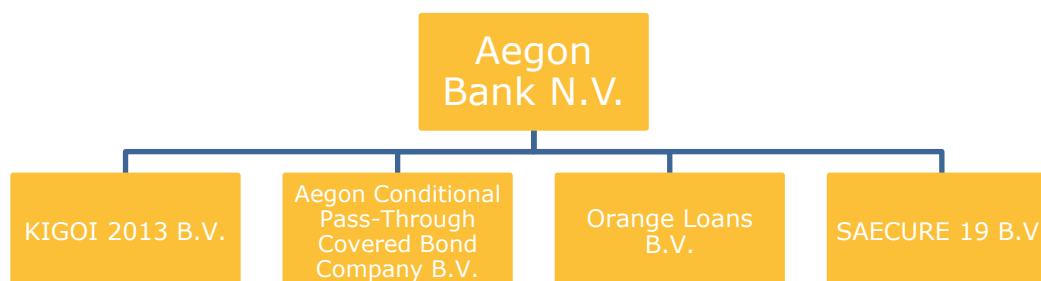 Aegon
Bank N.V.
KIGOI 2013 B.V.
Aegon Conditional
Pass-Through
Covered Bond
Company B.V.
Orange Loans
B.V.
SAECURE 19 B.V